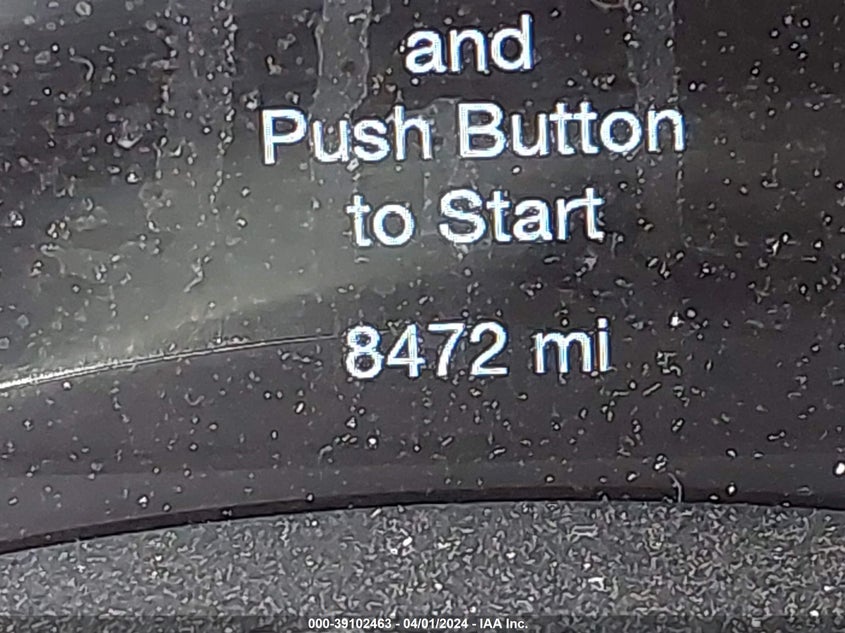 and
Push Button
to Start
8472 mi
000-39102463 - 04/01/2024 - IAA Inc.